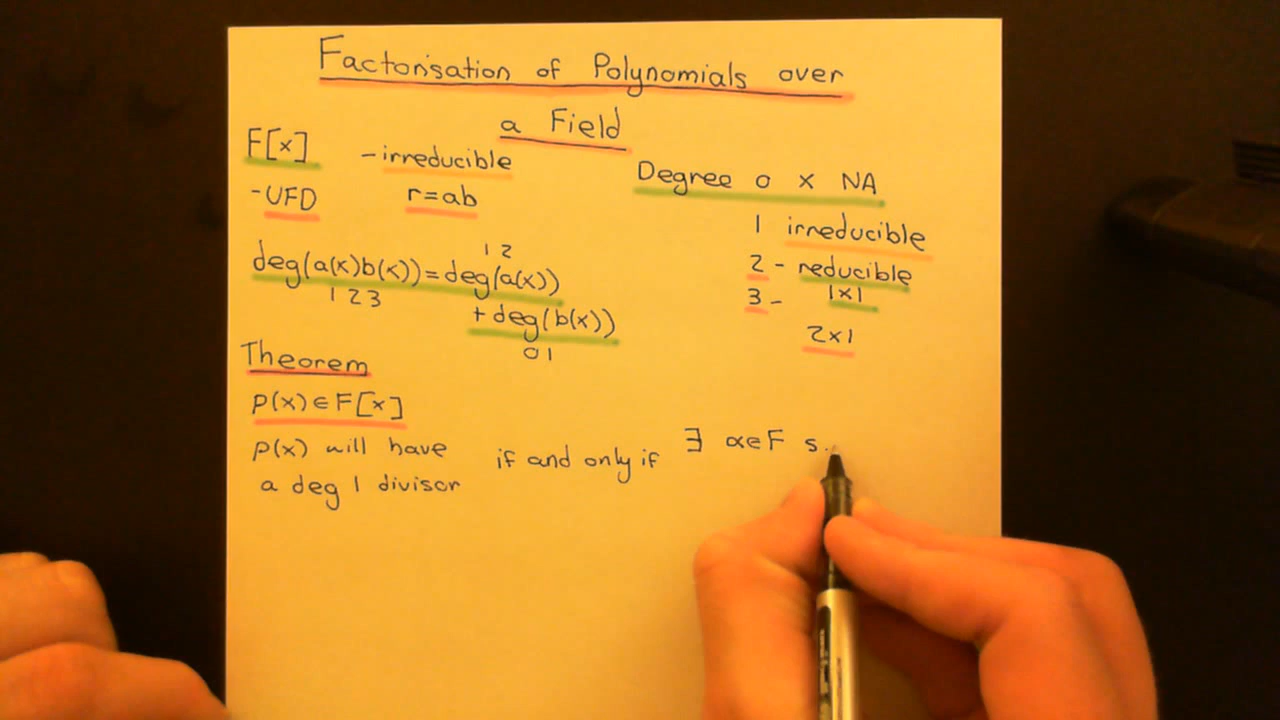 Factorisation of Polynomials over
a Field
F[x]
-UFD
-irreducible
r=ab
deg(a(x)b(x))=deg(a(x))
+deg(b(x))
1 2 3
1 2
0 1
Degree 0 x NA
1 irreducible
2 - reducible
1x1
3 -
2x1
Theorem
p(x)∈F[x]
p(x) will have
a deg 1 divisor
if and only if ∃ α∈F s.